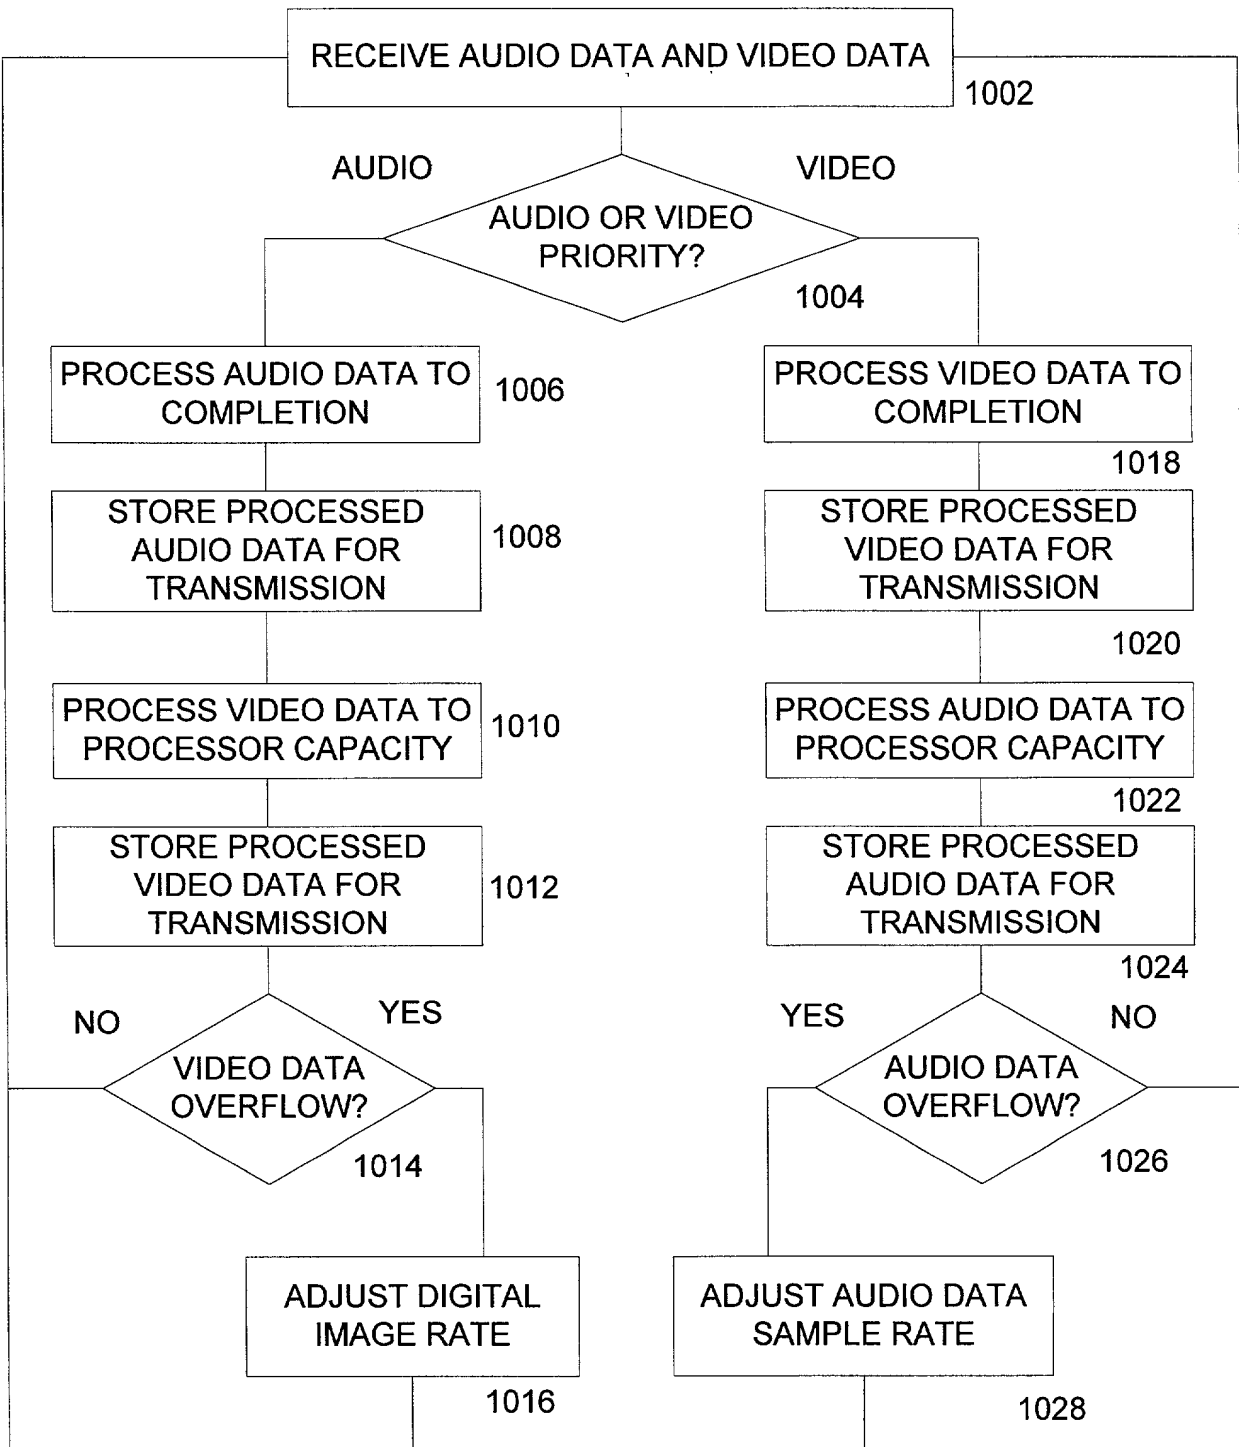 RECEIVE AUDIO DATA AND VIDEO DATA
1002
AUDIO
VIDEO
AUDIO OR VIDEO
PRIORITY?
1004
PROCESS AUDIO DATA TO
COMPLETION
1006
STORE PROCESSED
AUDIO DATA FOR
TRANSMISSION
1008
PROCESS VIDEO DATA TO
PROCESSOR CAPACITY
1010
STORE PROCESSED
VIDEO DATA FOR
TRANSMISSION
1012
NO
YES
VIDEO DATA
OVERFLOW?
1014
ADJUST DIGITAL
IMAGE RATE
1016
PROCESS VIDEO DATA TO
COMPLETION
1018
STORE PROCESSED
VIDEO DATA FOR
TRANSMISSION
1020
PROCESS AUDIO DATA TO
PROCESSOR CAPACITY
1022
STORE PROCESSED
AUDIO DATA FOR
TRANSMISSION
1024
YES
NO
AUDIO DATA
OVERFLOW?
1026
ADJUST AUDIO DATA
SAMPLE RATE
1028